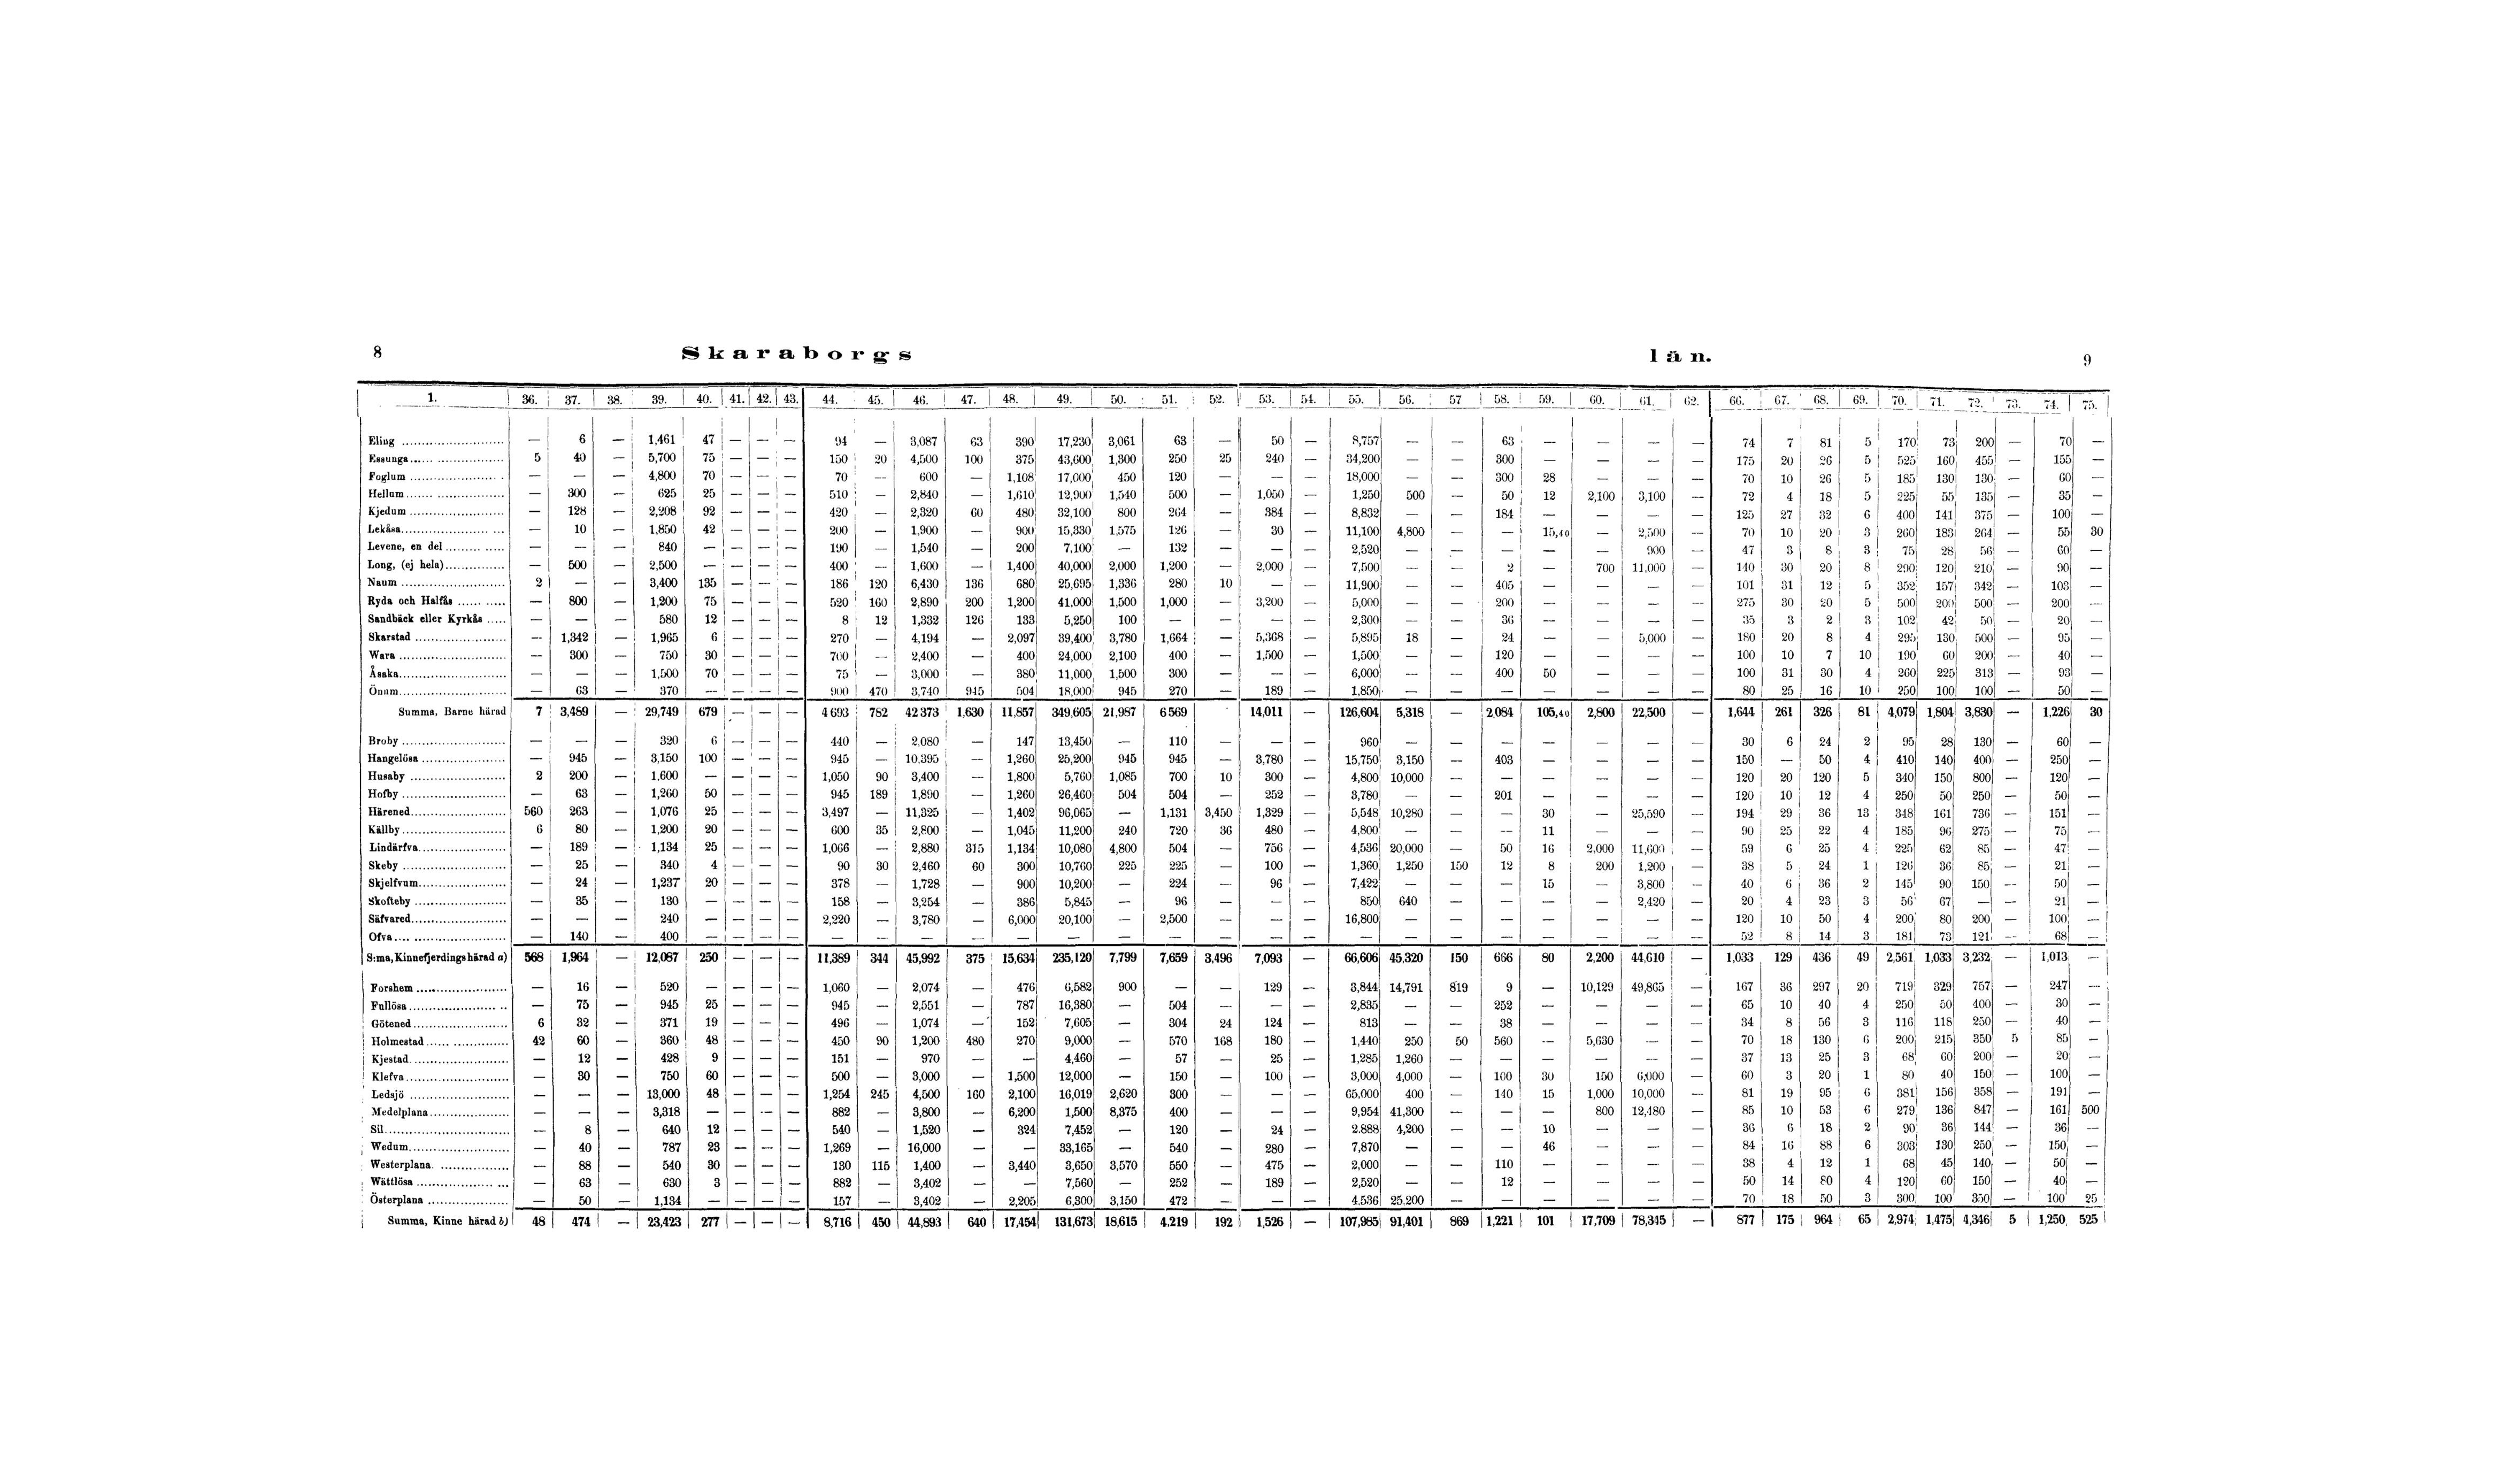 8 Skaraborgs län. 9
1. 36. 37. 38. 39. 40. 41. 42. 43. 44. 45. 46. 47. 48. 49. 50. 51. 52. 53. 54. 55. 56. 57 58. 59. 60. 61. 62. 66. 67. 68. 69. 70. 71. 72. 73. 74. 75.
Eling — 6 — 1,461 47 — — — 94 — 3,087 63 390 17,230 3,061 63 — 50 — 8,757 — — 63 — — — — 74 7 81 5 170 73 200 — 70 —
Essunga 5 40 — 5,700 75 — — — 150 20 4,500 100 375 43,600 1,300 250 25 240 — 34,200 — — 300 — — — — 175 20 26 5 525 160 455 — 155 —
Foglum — — — 4,800 70 — — — 70 — 600 — 1,108 17,000 450 120 — — — 18,000 — — 300 28 — — — 70 10 26 5 185 130 130 — 60 —
Hellum — 300 — 625 25 — — — 510 — 2,840 — 1,610 12,900 1,540 500 — 1,050 — 1,250 500 — 50 12 2,100 3,100 — 72 4 18 5 225 55 135 — 35 —
Kjedum — 128 — 2,208 92 — — — 420 — 2,320 60 480 32,100 800 264 — 384 — 8,832 — — 184 — — — — 125 27 32 6 400 141 375 — 100 —
Lekåsa — 10 — 1,850 42 — — — 200 — 1,900 — 900 15,330 1,575 126 — 30 — 11,100 4,800 — — 15,40 — 2,500 — 70 10 20 3 260 183 264 — 55 30
Levene, en del — — — 840 — — — — 190 — 1,540 — 200 7,100 — 132 — — — 2,520 — — — — — 900 — 47 3 8 3 75 28 56 — 60 —
Long, (ej hela) — 500 — 2,500 — — — — 400 — 1,600 — 1,400 40,000 2,000 1,200 — 2,000 — 7,500 — — 2 — 700 11,000 — 140 30 20 8 290 120 210 — 90 —
Naum 2 — — 3,400 135 — — — 186 120 6,430 136 680 25,695 1,336 280 10 — — 11,900 — — 405 — — — — 101 31 12 5 352 157 342 — 103 —
Ryda och Halfås — 800 — 1,200 75 — — — 520 160 2,890 200 1,200 41,000 1,500 1,000 — 3,200 — 5,000 — — 200 — — — — 275 30 20 5 500 200 500 — 200 —
Sandbäck eller Kyrkås — — — 580 12 — — — 8 12 1,332 126 133 5,250 100 — — — — 2,300 — — 36 — — — — 35 3 2 3 102 42 50 — 20 —
Skarstad — 1,342 — 1,965 6 — — — 270 — 4,194 — 2,097 39,400 3,780 1,664 — 5,368 — 5,895 18 — 24 — — 5,000 — 180 20 8 4 295 130 500 — 95 —
Wara — 300 — 750 30 — — — 700 — 2,400 — 400 24,000 2,100 400 — 1,500 — 1,500 — — 120 — — — — 100 10 7 10 190 60 200 — 40 —
Åsaka — — — 1,500 70 — — — 75 — 3,000 — 380 11,000 1,500 300 — — — 6,000 — — 400 50 — — — 100 31 30 4 260 225 313 — 93 —
Önum — 63 — 370 — — — — 900 470 3,740 945 504 18,000 945 270 — 189 — 1,850 — — — — — — — 80 25 16 10 250 100 100 — 50 —
Summa, Barne härad 7 3,489 — 29,749 679 — — — 4 693 782 42 373 1,630 11,857 349,605 21,987 6 569 14,011 — 126,604 5,318 — 2,084 105,40 2,800 22,500 — 1,644 261 326 81 4,079 1,804 3,830 — 1,226 30
Broby — — — 320 6 — — — 440 — 2,080 — 147 13,450 — 110 — — — 960 — — — — — — — 30 6 24 2 95 28 130 — 60 —
Hangelösa — 945 — 3,150 100 — — — 945 — 10,395 — 1,260 25,200 945 945 — 3,780 — 15,750 3,150 — 403 — — — — 150 — 50 4 410 140 400 — 250 —
Husaby 2 200 — 1,600 — — — — 1,050 90 3,400 — 1,800 5,760 1,085 700 10 300 — 4,800 10,000 — — — — — — 120 20 120 5 340 150 800 — 120 —
Hofby — 63 — 1,260 50 — — — 945 189 1,890 — 1,260 26,460 504 504 — 252 — 3,780 — — 201 — — — — 120 10 12 4 250 50 250 — 50 —
Härened 560 263 — 1,076 25 — — — 3,497 — 11,325 — 1,402 96,065 — 1,131 3,450 1,329 — 5,548 10,280 — — 30 — 25,590 — 194 29 36 13 348 161 736 — 151 —
Källby 6 80 — 1,200 20 — — — 600 35 2,800 — 1,045 11,200 240 720 36 480 — 4,800 — — — 11 — — — 90 25 22 4 185 96 275 — 75 —
Lindärfva — 189 — 1,134 25 — — — 1,066 — 2,880 315 1,134 10,080 4,800 504 — 756 — 4,536 20,000 — 50 16 2,000 11,600 — 59 6 25 4 225 62 85 — 47 —
Skeby — 25 — 340 4 — — — 90 30 2,460 60 300 10,760 225 225 — 100 — 1,360 1,250 150 12 8 200 1,200 — 38 5 24 1 126 36 85 — 21 —
Skjelfvum — 24 — 1,237 20 — — — 378 — 1,728 — 900 10,200 — 224 — 96 — 7,422 — — — 15 — 3,800 — 40 6 36 2 145 90 150 — 50 —
Skofteby — 35 — 130 — — — — 158 — 3,254 — 386 5,845 — 96 — — — 850 640 — — — — 2,420 — 20 4 23 3 56 67 — — 21 —
Säfvared — — — 240 — — — — 2,220 — 3,780 — 6,000 20,100 — 2,500 — — — 16,800 — — — — — — — 120 10 50 4 200 80 200 — 100 —
Ofva — 140 — 400 — — — — — — — — — — — — — — — — — — — — — — — 52 8 14 3 181 73 121 — 68 —
S:ma, Kinnefjerdings härad a) 568 1,964 — 12,087 250 — — — 11,389 344 45,992 375 15,634 235,120 7,799 7,659 3,496 7,093 — 66,606 45,320 150 666 80 2,200 44,610 — 1,033 129 436 49 2,561 1,033 3,232 — 1,013 —
Forshem — 16 — 520 — — — — 1,060 — 2,074 — 476 6,582 900 — — 129 — 3,844 14,791 819 9 — 10,129 49,865 — 167 36 297 20 719 329 757 — 247 —
Fullösa — 75 — 945 25 — — — 945 — 2,551 — 787 16,380 — 504 — — — 2,835 — — 252 — — — — 65 10 40 4 250 50 400 — 30 —
Götened 6 32 — 371 19 — — — 496 — 1,074 — 152 7,605 — 304 24 124 — 813 — — 38 — — — — 34 8 56 3 116 118 250 — 40 —
Holmestad 42 60 — 360 48 — — — 450 90 1,200 480 270 9,000 — 570 168 180 — 1,440 250 50 560 — 5,630 — — 70 18 130 6 200 215 350 5 85 —
Kjestad — 12 — 428 9 — — — 151 — 970 — — 4,460 — 57 — 25 — 1,285 1,260 — — — — — — 37 13 25 3 68 60 200 — 20 —
Klefva — 30 — 750 60 — — — 500 — 3,000 — 1,500 12,000 — 150 — 100 — 3,000 4,000 — 100 30 150 6,000 — 60 3 20 1 80 40 150 — 100 —
Ledsjö — — — 13,000 48 — — — 1,254 245 4,500 160 2,100 16,019 2,620 300 — — — 65,000 400 — 140 15 1,000 10,000 — 81 19 95 6 381 156 358 — 191 —
Medelplana — — — 3,318 — — — — 882 — 3,800 — 6,200 1,500 8,375 400 — — — 9,954 41,300 — — — 800 12,480 — 85 10 53 6 279 136 847 — 161 500
Sil — 8 — 640 12 — — — 540 — 1,520 — 324 7,452 — 120 — 24 — 2.888 4,200 — — 10 — — — 36 6 18 2 90 36 144 — 36 —
Wedum — 40 — 787 23 — — — 1,269 — 16,000 — — 33,165 — 540 — 280 — 7,870 — — — 46 — — — 84 16 88 6 303 130 250 — 150 —
Westerplana — 88 — 540 30 — — — 130 115 1,400 — 3,440 3,650 3,570 550 — 475 — 2,000 — — 110 — — — — 38 4 12 1 68 45 140 — 50 —
Wättlösa — 63 — 630 3 — — — 882 — 3,402 — — 7,560 — 252 — 189 — 2,520 — — 12 — — — — 50 14 80 4 120 60 150 — 40 —
Österplana — 50 — 1,134 — — — — 157 — 3,402 — 2,205 6,300 3,150 472 — — — 4.536 25.200 — — — — — — 70 18 50 3 300 100 350 — 100 25
Summa, Kinne härad b) 48 474 — 23,423 277 — — — 8,716 450 44,893 640 17,454 131,673 18,615 4,219 192 1,526 — 107,985 91,401 869 1,221 101 17,709 78,345 — 877 175 964 65 2,974 1,475 4,346 5 1,250 525